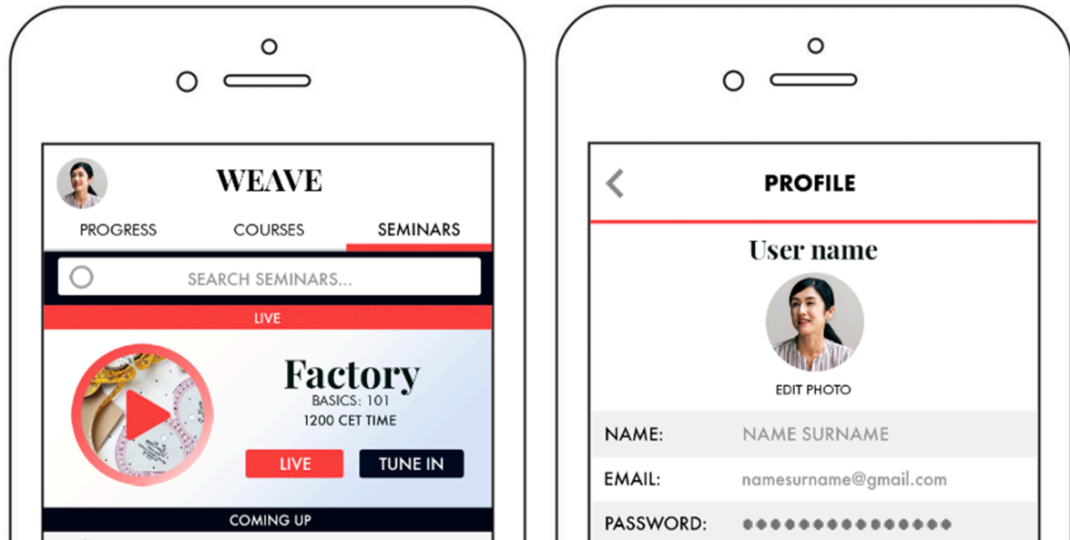 WEAVE
PROGRESS COURSES SEMINARS
SEARCH SEMINARS...
LIVE
Factory
BASICS: 101
1200 CET TIME
LIVE TUNE IN
COMING UP
PROFILE
User name
EDIT PHOTO
NAME: NAME SURNAME
EMAIL: namesurname@gmail.com
PASSWORD: